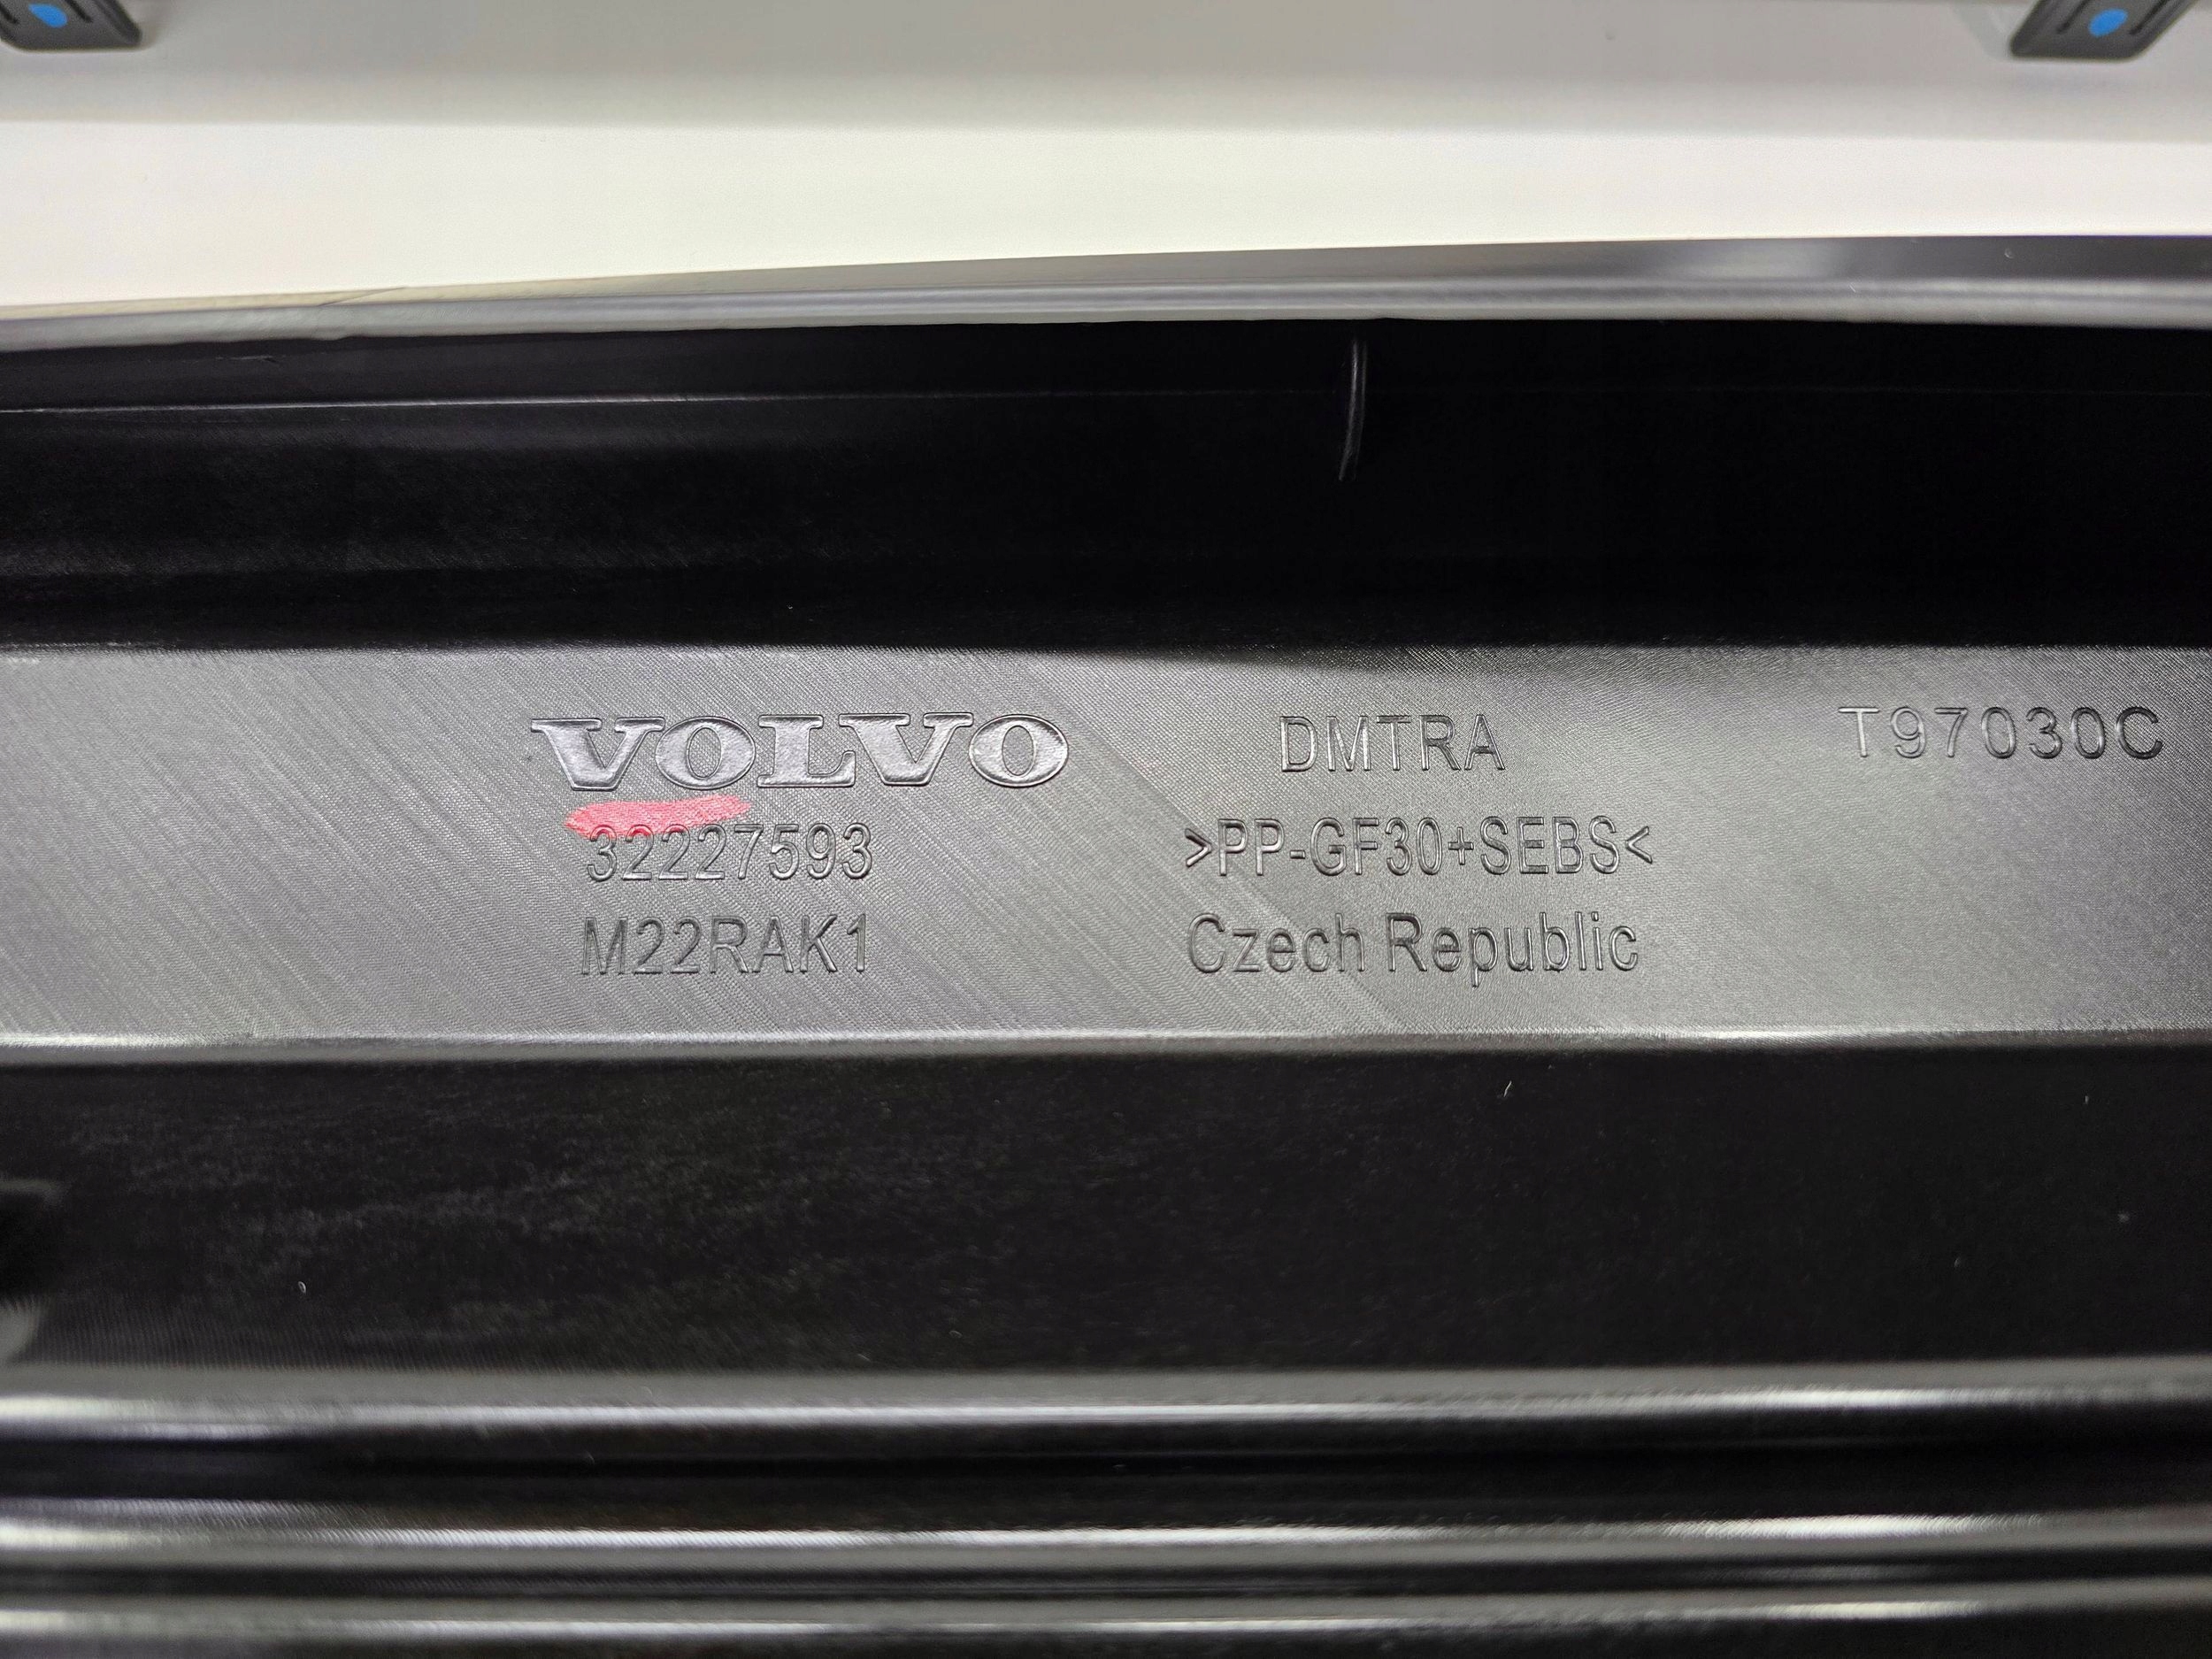 VOLVO
32227593
M22RAK1
DMTRA
>PP-GF30+SEBS<
Czech Republic
T97030C